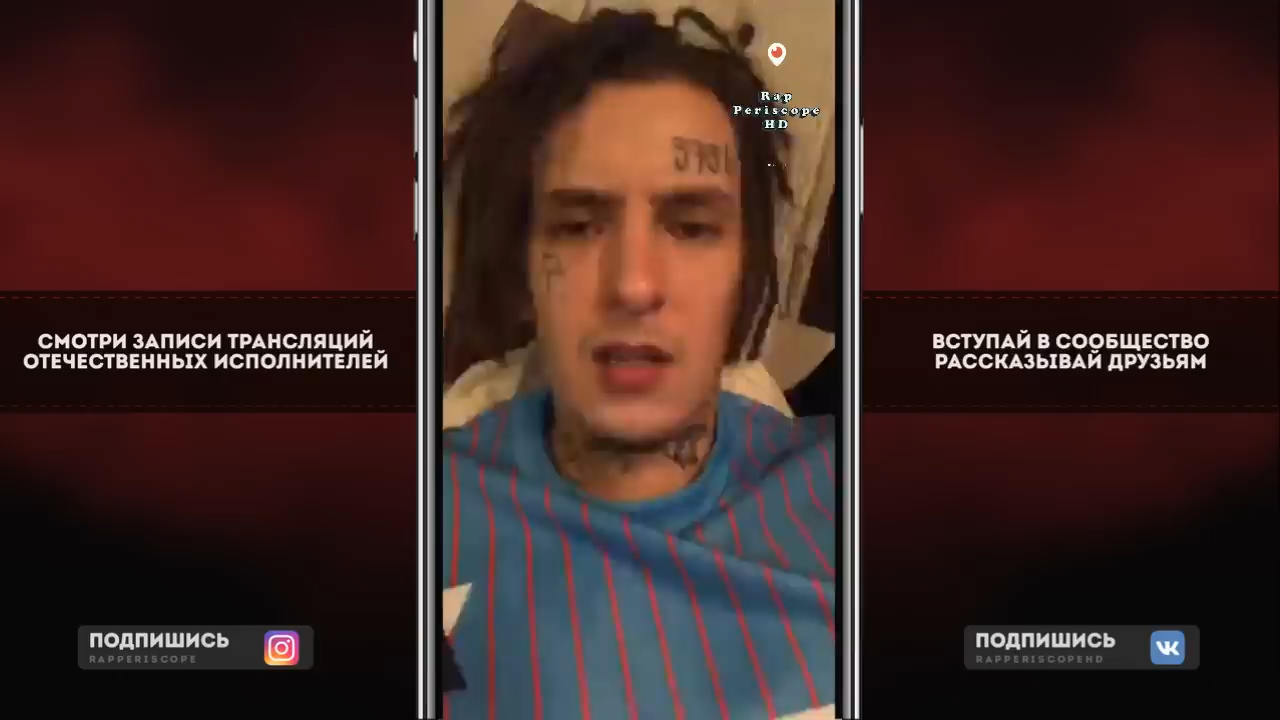 Rap
Periscope
HD
СМОТРИ ЗАПИСИ ТРАНСЛЯЦИЙ
ОТЕЧЕСТВЕННЫХ ИСПОЛНИТЕЛЕЙ
ВСТУПАЙ В СООБЩЕСТВО
РАССКАЗЫВАЙ ДРУЗЬЯМ
ПОДПИШИСЬ
RAPPERISCOPE
ПОДПИШИСЬ
RAPPERISCOPEHD